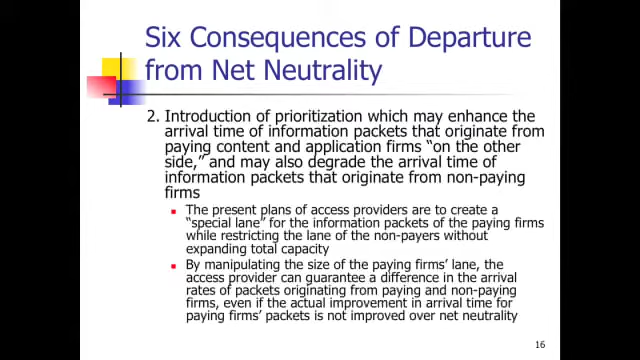 Six Consequences of Departure
from Net Neutrality
2. Introduction of prioritization which may enhance the
arrival time of information packets that originate from
paying content and application firms “on the other
side,” and may also degrade the arrival time of
information packets that originate from non-paying
firms
The present plans of access providers are to create a
“special lane” for the information packets of the paying firms
while restricting the lane of the non-payers without
expanding total capacity
By manipulating the size of the paying firms’ lane, the
access provider can guarantee a difference in the arrival
rates of packets originating from paying and non-paying
firms, even if the actual improvement in arrival time for
paying firms’ packets is not improved over net neutrality
16